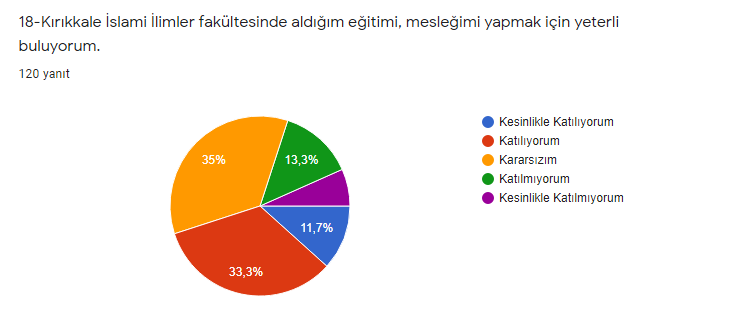 18-Kırıkkale İslami İlimler fakültesinde aldığım eğitimi, mesleğimi yapmak için yeterli
buluyorum.
120 yanıt
35%
13,3%
11,7%
33,3%
Kesinlikle Katılıyorum
Katılıyorum
Kararsızım
Katılmıyorum
Kesinlikle Katılmıyorum